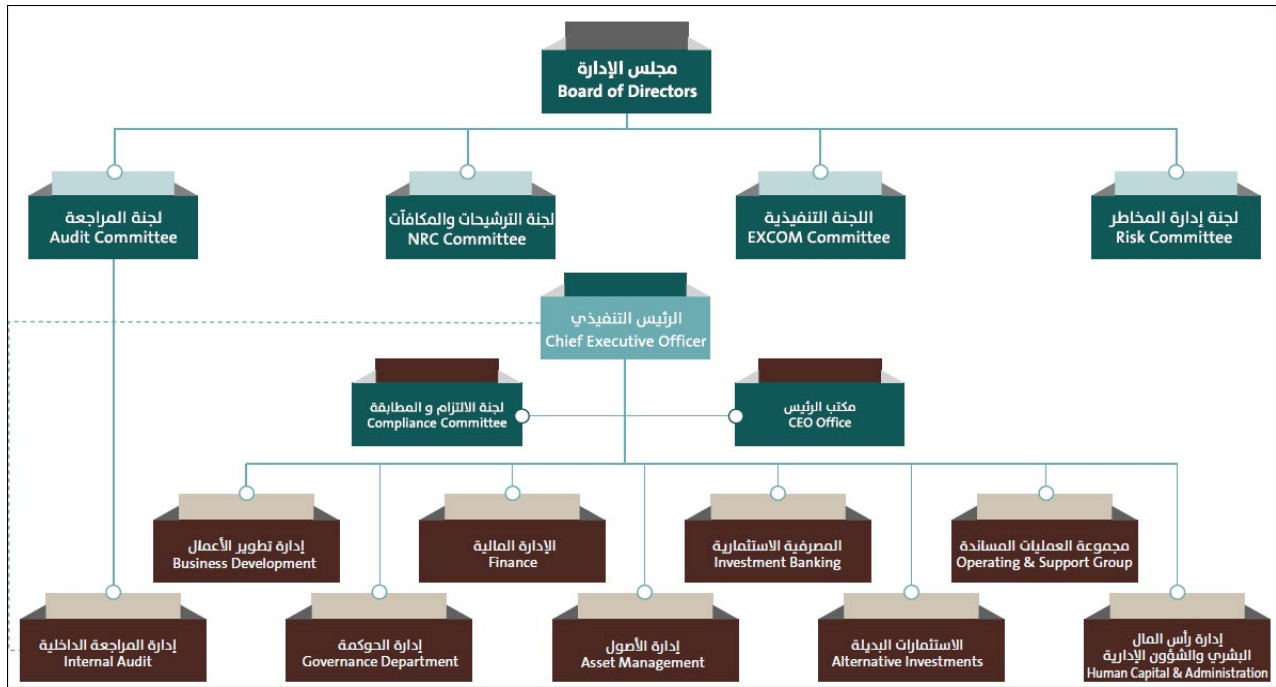 مجلس الإدارة
Board of Directors
لجنة المراجعة
Audit Committee
لجنة الترشيحات والمكافآت
NRC Committee
اللجنة التنفيذية
EXCOM Committee
لجنة إدارة المخاطر
Risk Committee
الرئيس التنفيذي
Chief Executive Officer
لجنة الالتزام و المطابقة
Compliance Committee
مكتب الرئيس
CEO Office
إدارة تطوير الأعمال
Business Development
الإدارة المالية
Finance
المصرفية الاستثمارية
Investment Banking
مجموعة العمليات المساندة
Operating & Support Group
إدارة المراجعة الداخلية
Internal Audit
إدارة الحوكمة
Governance Department
إدارة الأصول
Asset Management
الاستثمارات البديلة
Alternative Investments
إدارة رأس المال
البشري والشؤون الإدارية
Human Capital & Administration